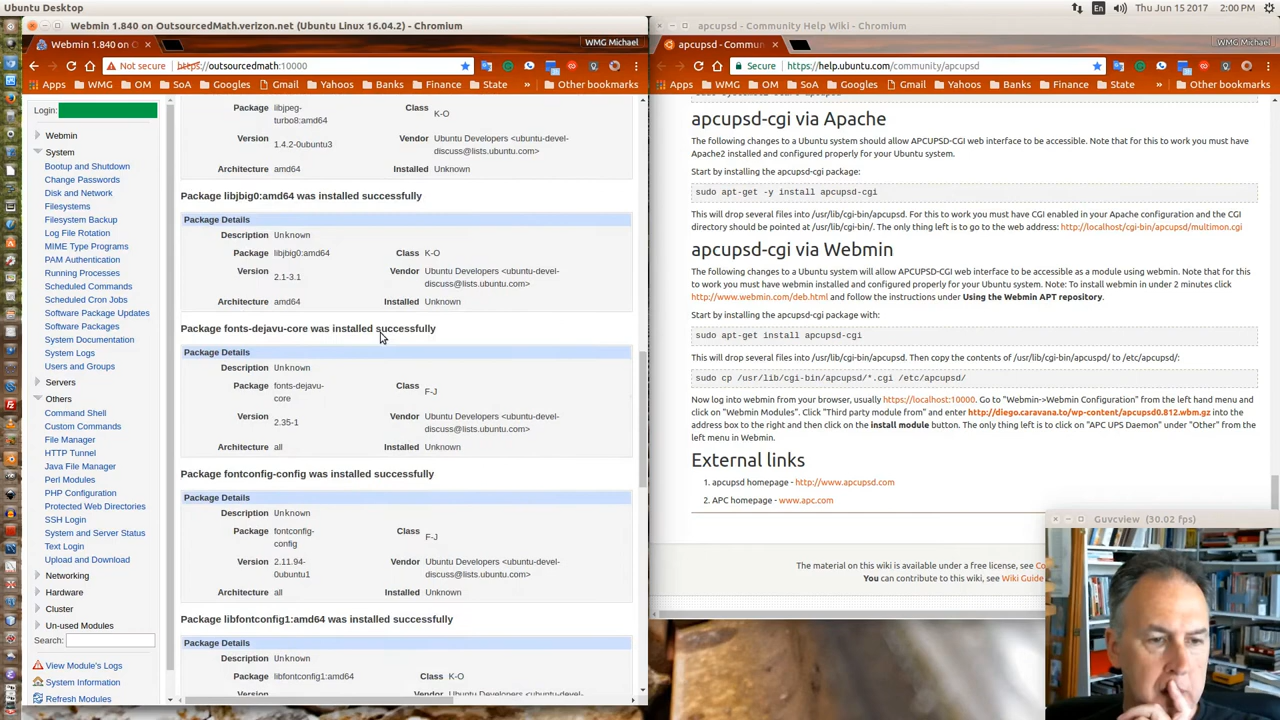 Ubuntu Desktop
En
Thu Jun 15 2017
2:00 PM
Webmin 1.840 on OutsourcedMath.verizon.net (Ubuntu Linux 16.04.2) - Chromium
Webmin 1.840 on O
WMG Michael
Not secure
https://outsourcedmath:10000
Apps
WMG
OM
SoA
Googles
Gmail
Yahoos
Banks
Finance
State
»
Other bookmarks
Login:
Webmin
System
Bootup and Shutdown
Change Passwords
Disk and Network
Filesystems
Filesystem Backup
Log File Rotation
MIME Type Programs
PAM Authentication
Running Processes
Scheduled Commands
Scheduled Cron Jobs
Software Package Updates
Software Packages
System Documentation
System Logs
Users and Groups
Servers
Others
Command Shell
Custom Commands
File Manager
HTTP Tunnel
Java File Manager
Perl Modules
PHP Configuration
Protected Web Directories
SSH Login
System and Server Status
Text Login
Upload and Download
Networking
Hardware
Cluster
Un-used Modules
Search:
View Module's Logs
System Information
Refresh Modules
Package libjpeg-turbo8:amd64 Class K-O
Version 1.4.2-0ubuntu3 Vendor Ubuntu Developers <ubuntu-devel-
discuss@lists.ubuntu.com>
Architecture amd64 Installed Unknown
Package libjbig0:amd64 was installed successfully
Package Details
Description Unknown
Package libjbig0:amd64 Class K-O
Version 2.1-3.1 Vendor Ubuntu Developers <ubuntu-devel-
discuss@lists.ubuntu.com>
Architecture amd64 Installed Unknown
Package fonts-dejavu-core was installed successfully
Package Details
Description Unknown
Package fonts-dejavu-
core
Class F-J
Version 2.35-1 Vendor Ubuntu Developers <ubuntu-devel-
discuss@lists.ubuntu.com>
Architecture all Installed Unknown
Package fontconfig-config was installed successfully
Package Details
Description Unknown
Package fontconfig-
config
Class F-J
Version 2.11.94-
0ubuntu1
Vendor Ubuntu Developers <ubuntu-devel-
discuss@lists.ubuntu.com>
Architecture all Installed Unknown
Package libfontconfig1:amd64 was installed successfully
Package Details
Description Unknown
Package libfontconfig1:amd64 Class K-O
apcupsd - Community Help Wiki - Chromium
apcupsd - Commun
WMG Michael
Secure
https://help.ubuntu.com/community/apcupsd
Apps
WMG
OM
SoA
Googles
Gmail
Yahoos
Banks
Finance
State
»
Other bookmarks
apcupsd-cgi via Apache
The following changes to a Ubuntu system should allow APCUPSD-CGI web interface to be accessible. Note that for this to work you must have
Apache2 installed and configured properly for your Ubuntu system.
Start by installing the apcupsd-cgi package:
sudo apt-get -y install apcupsd-cgi
This will drop several files into /usr/lib/cgi-bin/apcupsd. For this to work you must have CGI enabled in your Apache configuration and the CGI
directory should be pointed at /usr/lib/cgi-bin/. The only thing left is to go to the web address: http://localhost/cgi-bin/apcupsd/multimon.cgi
apcupsd-cgi via Webmin
The following changes to a Ubuntu system will allow APCUPSD-CGI web interface to be accessible as a module using webmin. Note that for this
to work you must have webmin installed and configured properly for your Ubuntu system. Note: To install webmin in under 2 minutes click
http://www.webmin.com/deb.html and follow the instructions under Using the Webmin APT repository.
Start by installing the apcupsd-cgi package with:
sudo apt-get install apcupsd-cgi
This will drop several files into /usr/lib/cgi-bin/apcupsd. Then copy the contents of /usr/lib/cgi-bin/apcuspd/ to /etc/apcupsd/:
sudo cp /usr/lib/cgi-bin/apcupsd/*.cgi /etc/apcupsd/
Now log into webmin from your browser, usually https://localhost:10000. Go to "Webmin->Webmin Configuration" from the left hand menu and
click on "Webmin Modules". Click "Third party module from" and enter http://diego.caravana.to/wp-content/apcupsd0.812.wbm.gz into the
address box to the right and then click on the install module button. The only thing left is to click on "APC UPS Daemon" under "Other" from the
left menu in Webmin.
External links
1. apcupsd homepage - http://www.apcupsd.com
2. APC homepage - www.apc.com
The material on this wiki is available under a free license, see Co
You can contribute to this wiki, see Wiki Guide
Guvcview (30.02 fps)